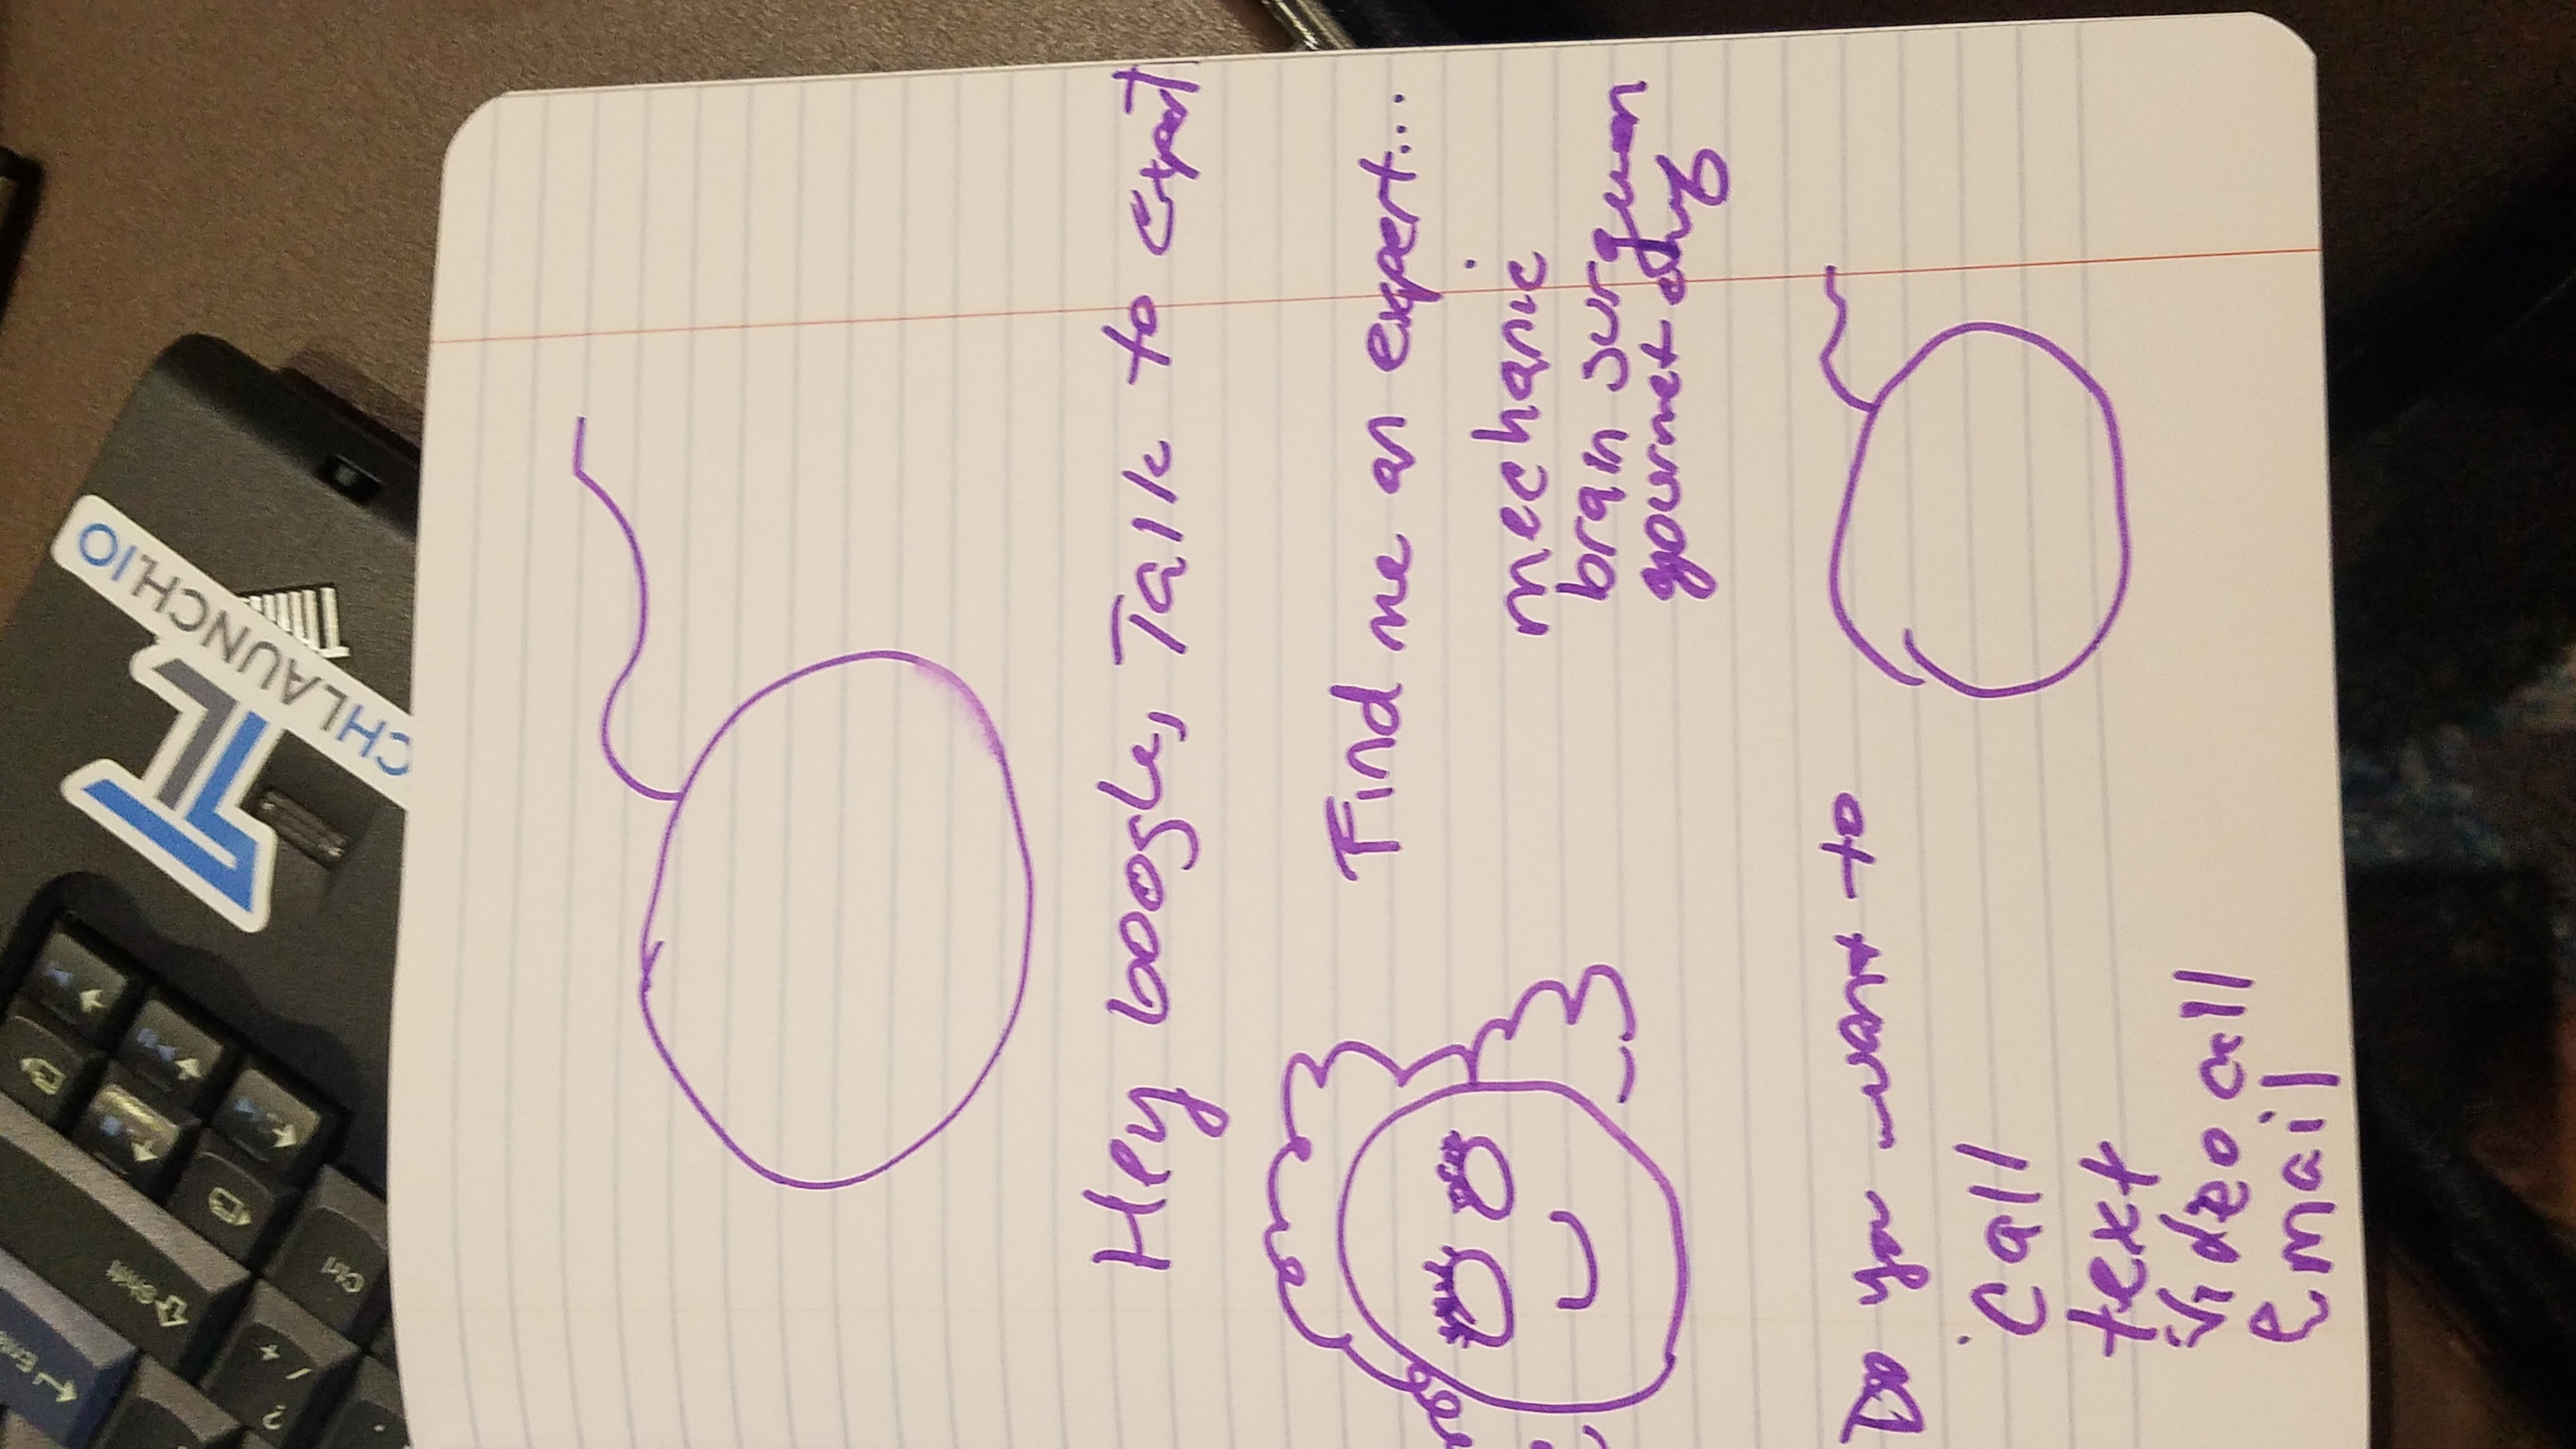 Hey Google, Talk to expert
Find me an expert...
mechanic
brain surgeon
gourmet
Do you want to
call
text
video call
email
? / *
Enter
Shift
Ctrl
TL
CHLAUNCH.IO